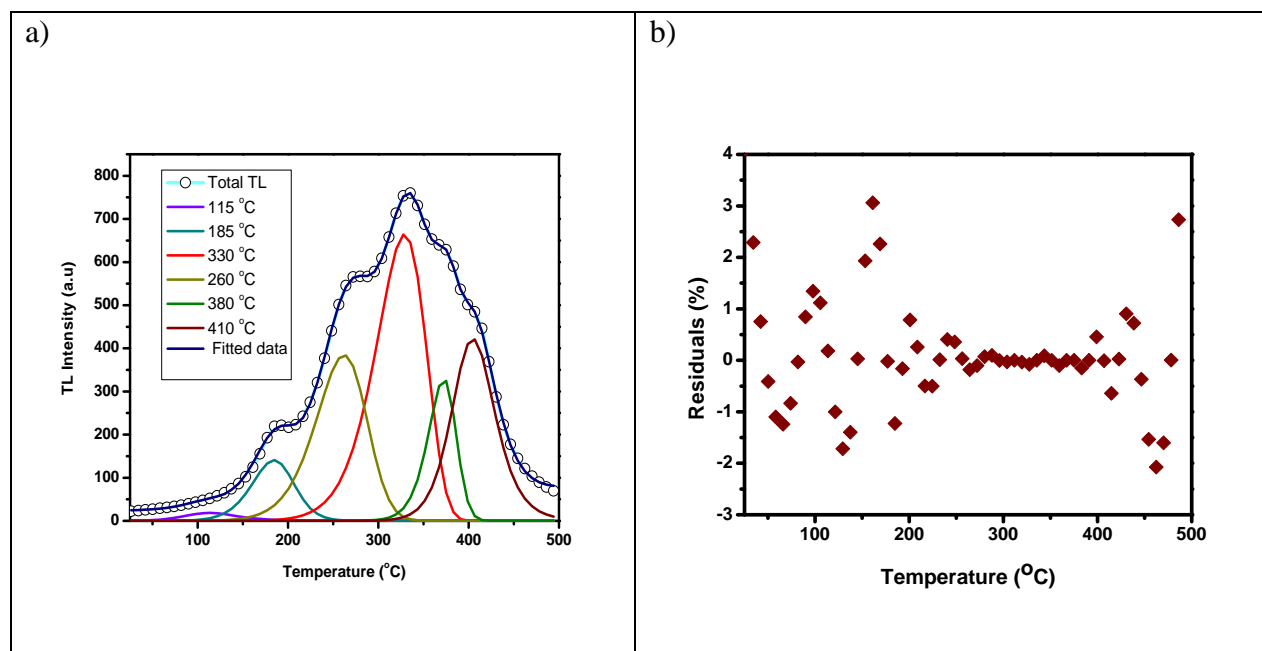 a)
800
700
600
500
400
300
200
100
0
TL Intensity (a.u)
Total TL
115 °C
185 °C
330 °C
260 °C
380 °C
410 °C
Fitted data
100 200 300 400 500
Temperature (°C)
b)
4
3
2
1
0
-1
-2
-3
Residuals (%)
0 100 200 300 400 500
Temperature (°C)